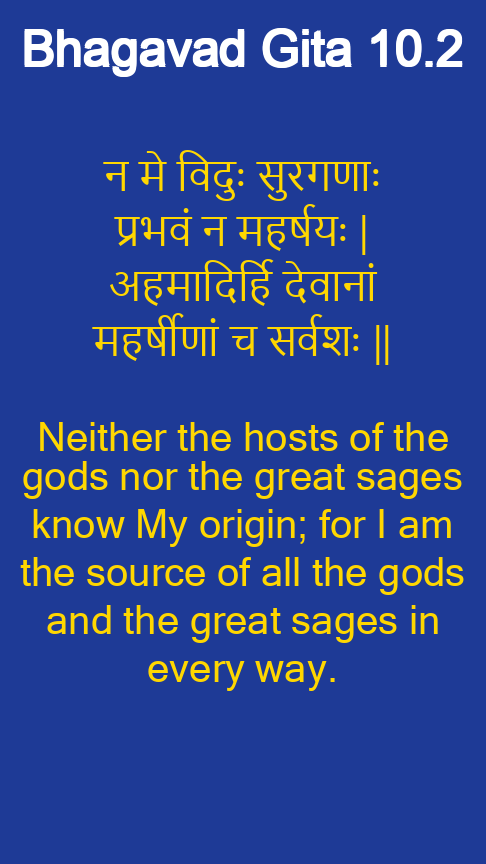 Bhagavad Gita 10.2
न मे विदुः सुरगणाः
प्रभवं न महर्षयः |
अहमादिर्हि देवानां
महर्षीणां च सर्वशः ||
Neither the hosts of the
gods nor the great sages
know My origin; for I am
the source of all the gods
and the great sages in
every way.